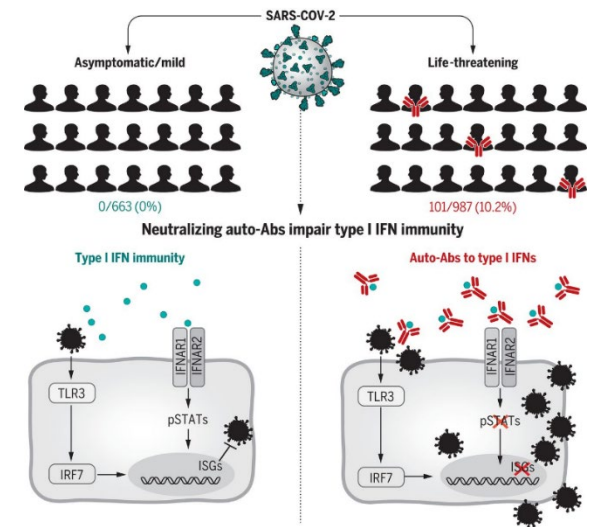 SARS-COV-2
Asymptomatic/mild
Life-threatening
0/663 (0%)
101/987 (10.2%)
Neutralizing auto-Abs impair type I IFN immunity
Type I IFN immunity
Auto-Abs to type I IFNs
IFNAR1
IFNAR2
TLR3
pSTATs
IRF7
ISGs
IFNAR1
IFNAR2
TLR3
pSTATs
IRF7
ISGs